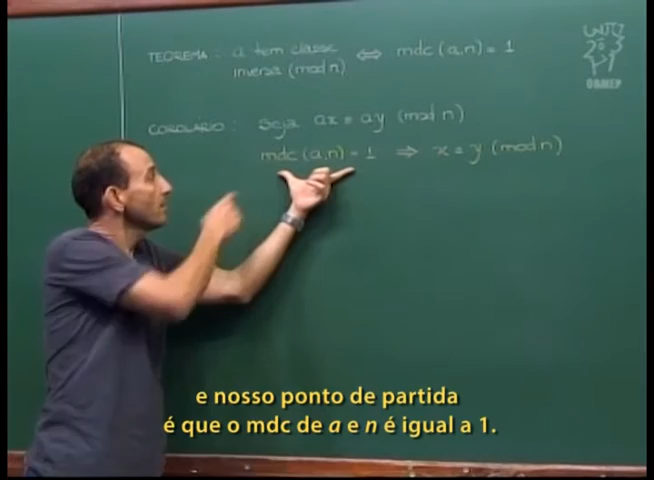 TEOREMA: a tem classe ⇔ mdc(a,n) = 1
inversa (mod n)
COROLÁRIO: Seja ax ≡ ay (mod n)
mdc(a,n) = 1 ⇒ x ≡ y (mod n)
OBMEP
e nosso ponto de partida
é que o mdc de a e n é igual a 1.